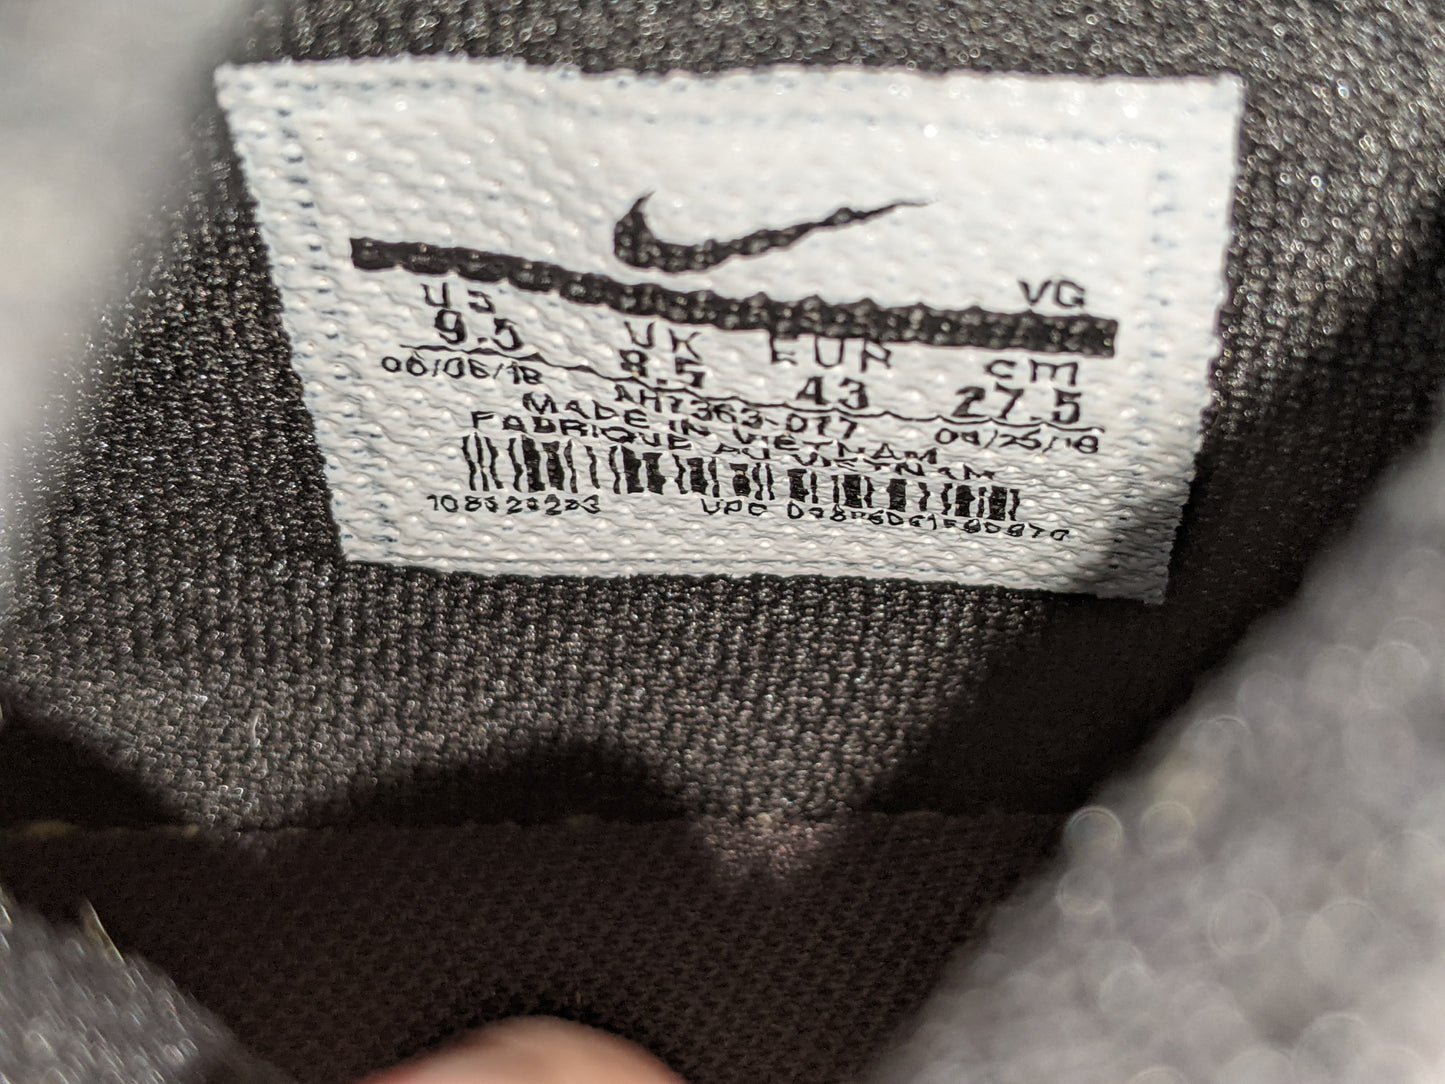 VG
US UK EUR cm
9.5 8.5 43 27.5
06/06/18 AH7363-017 04/25/18
MADE IN VIETNAM
FABRIQUE AU VIETNAM
UPC